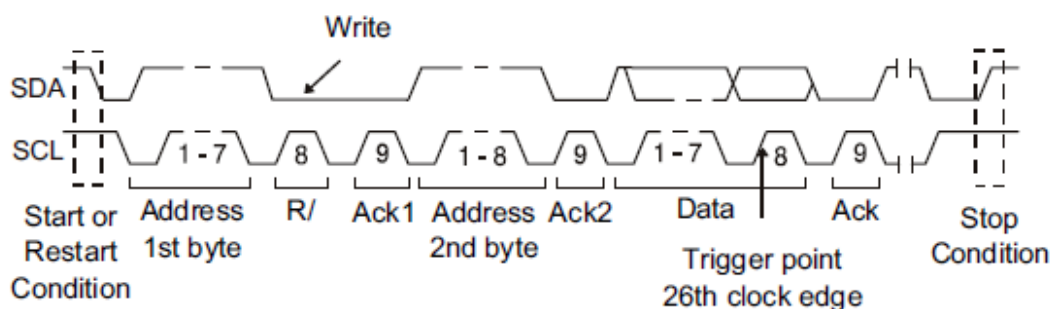 Write
SDA
SCL
1 - 7
8
9
1 - 8
9
1 - 7
8
9
Start or
Restart
Condition
Address
1st byte
R/
Ack1
Address
2nd byte
Ack2
Data
Ack
Trigger point
26th clock edge
Stop
Condition